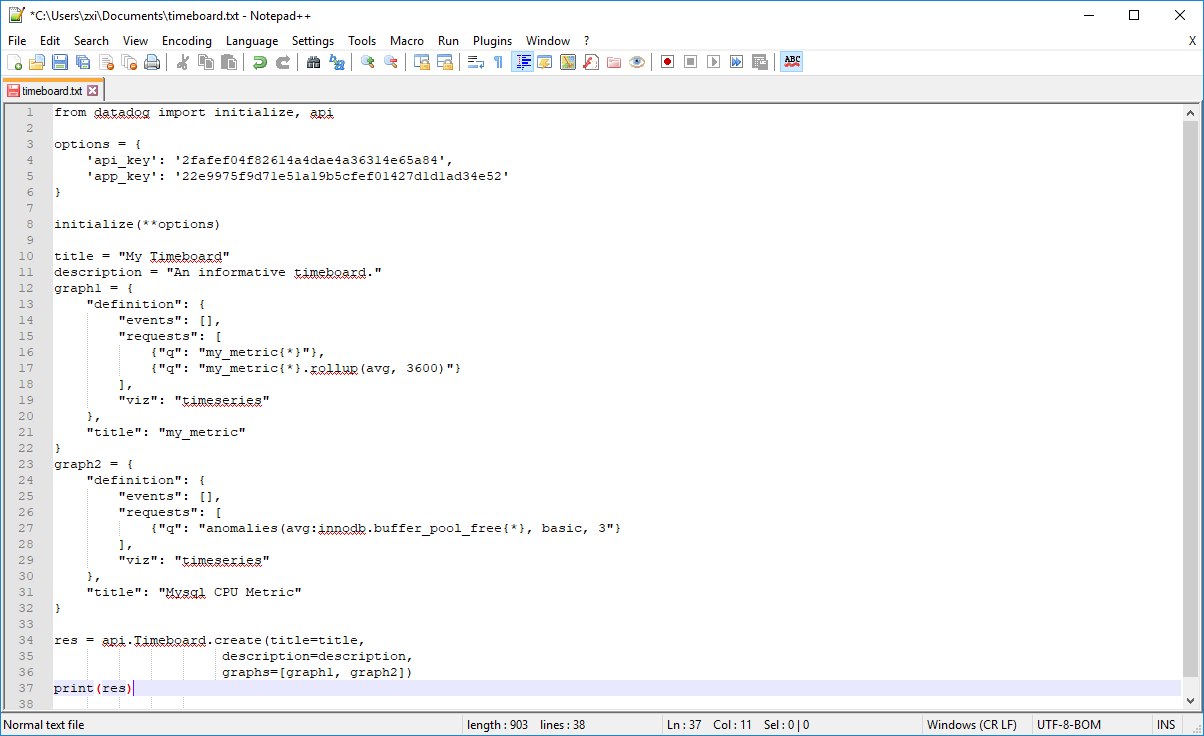 *C:\Users\zxi\Documents\timeboard.txt - Notepad++
File Edit Search View Encoding Language Settings Tools Macro Run Plugins Window ? X
ABC
timeboard.txt
1 from datadog import initialize, api
2
3 options = {
4     'api_key': '2fafef04f82614a4dae4a36314e65a84',
5     'app_key': '22e9975f9d71e51a19b5cfef01427d1d1ad34e52'
6 }
7
8 initialize(**options)
9
10 title = "My Timeboard"
11 description = "An informative timeboard."
12 graph1 = {
13     "definition": {
14         "events": [],
15         "requests": [
16             {"q": "my_metric{*}"},
17             {"q": "my_metric{*}.rollup(avg, 3600)"}
18         ],
19         "viz": "timeseries"
20     },
21     "title": "my_metric"
22 }
23 graph2 = {
24     "definition": {
25         "events": [],
26         "requests": [
27             {"q": "anomalies(avg:innodb.buffer_pool_free{*}, basic, 3"}
28         ],
29         "viz": "timeseries"
30     },
31     "title": "Mysql CPU Metric"
32 }
33
34 res = api.Timeboard.create(title=title,
35                      description=description,
36                      graphs=[graph1, graph2])
37 print(res)
38
Normal text file length : 903 lines : 38 Ln : 37 Col : 11 Sel : 0 | 0 Windows (CR LF) UTF-8-BOM INS